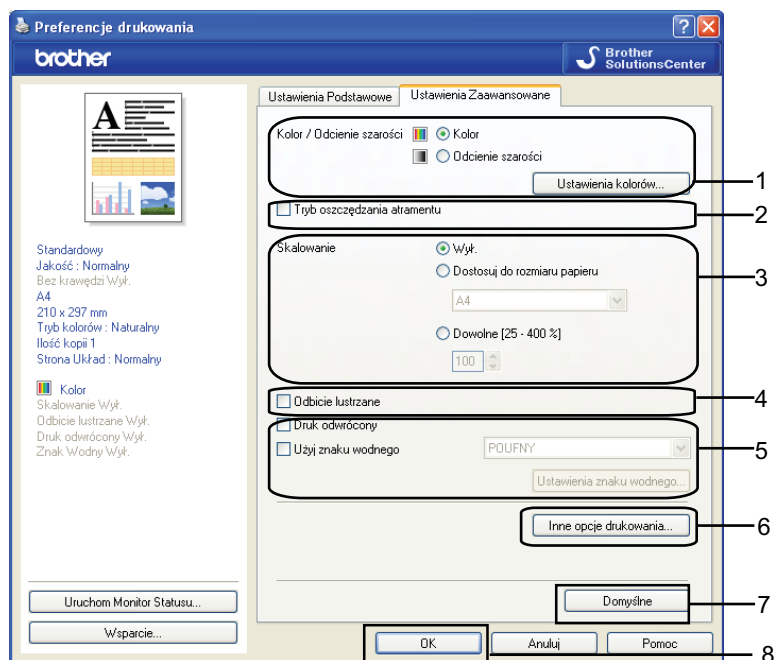 Preferencje drukowania
brother
Brother
SolutionsCenter
Ustawienia Podstawowe
Ustawienia Zaawansowane
A
Standardowy
Jakość : Normalny
Bez krawędzi Wył.
A4
210 x 297 mm
Tryb kolorów : Naturalny
Ilość kopii 1
Strona Układ : Normalny
Kolor
Skalowanie Wył.
Odbicie lustrzane Wył.
Druk odwrócony Wył.
Znak Wodny Wył.
Uruchom Monitor Statusu...
Wsparcie...
Kolor / Odcienie szarości
Kolor
Odcienie szarości
Ustawienia kolorów...
1
Tryb oszczędzania atramentu
2
Skalowanie
Wył.
Dostosuj do rozmiaru papieru
A4
Dowolne [25 - 400 %]
100
3
Odbicie lustrzane
4
Druk odwrócony
Użyj znaku wodnego
POUFNY
Ustawienia znaku wodnego...
5
Inne opcje drukowania...
6
Domyślne
7
OK
Anuluj
Pomoc
8